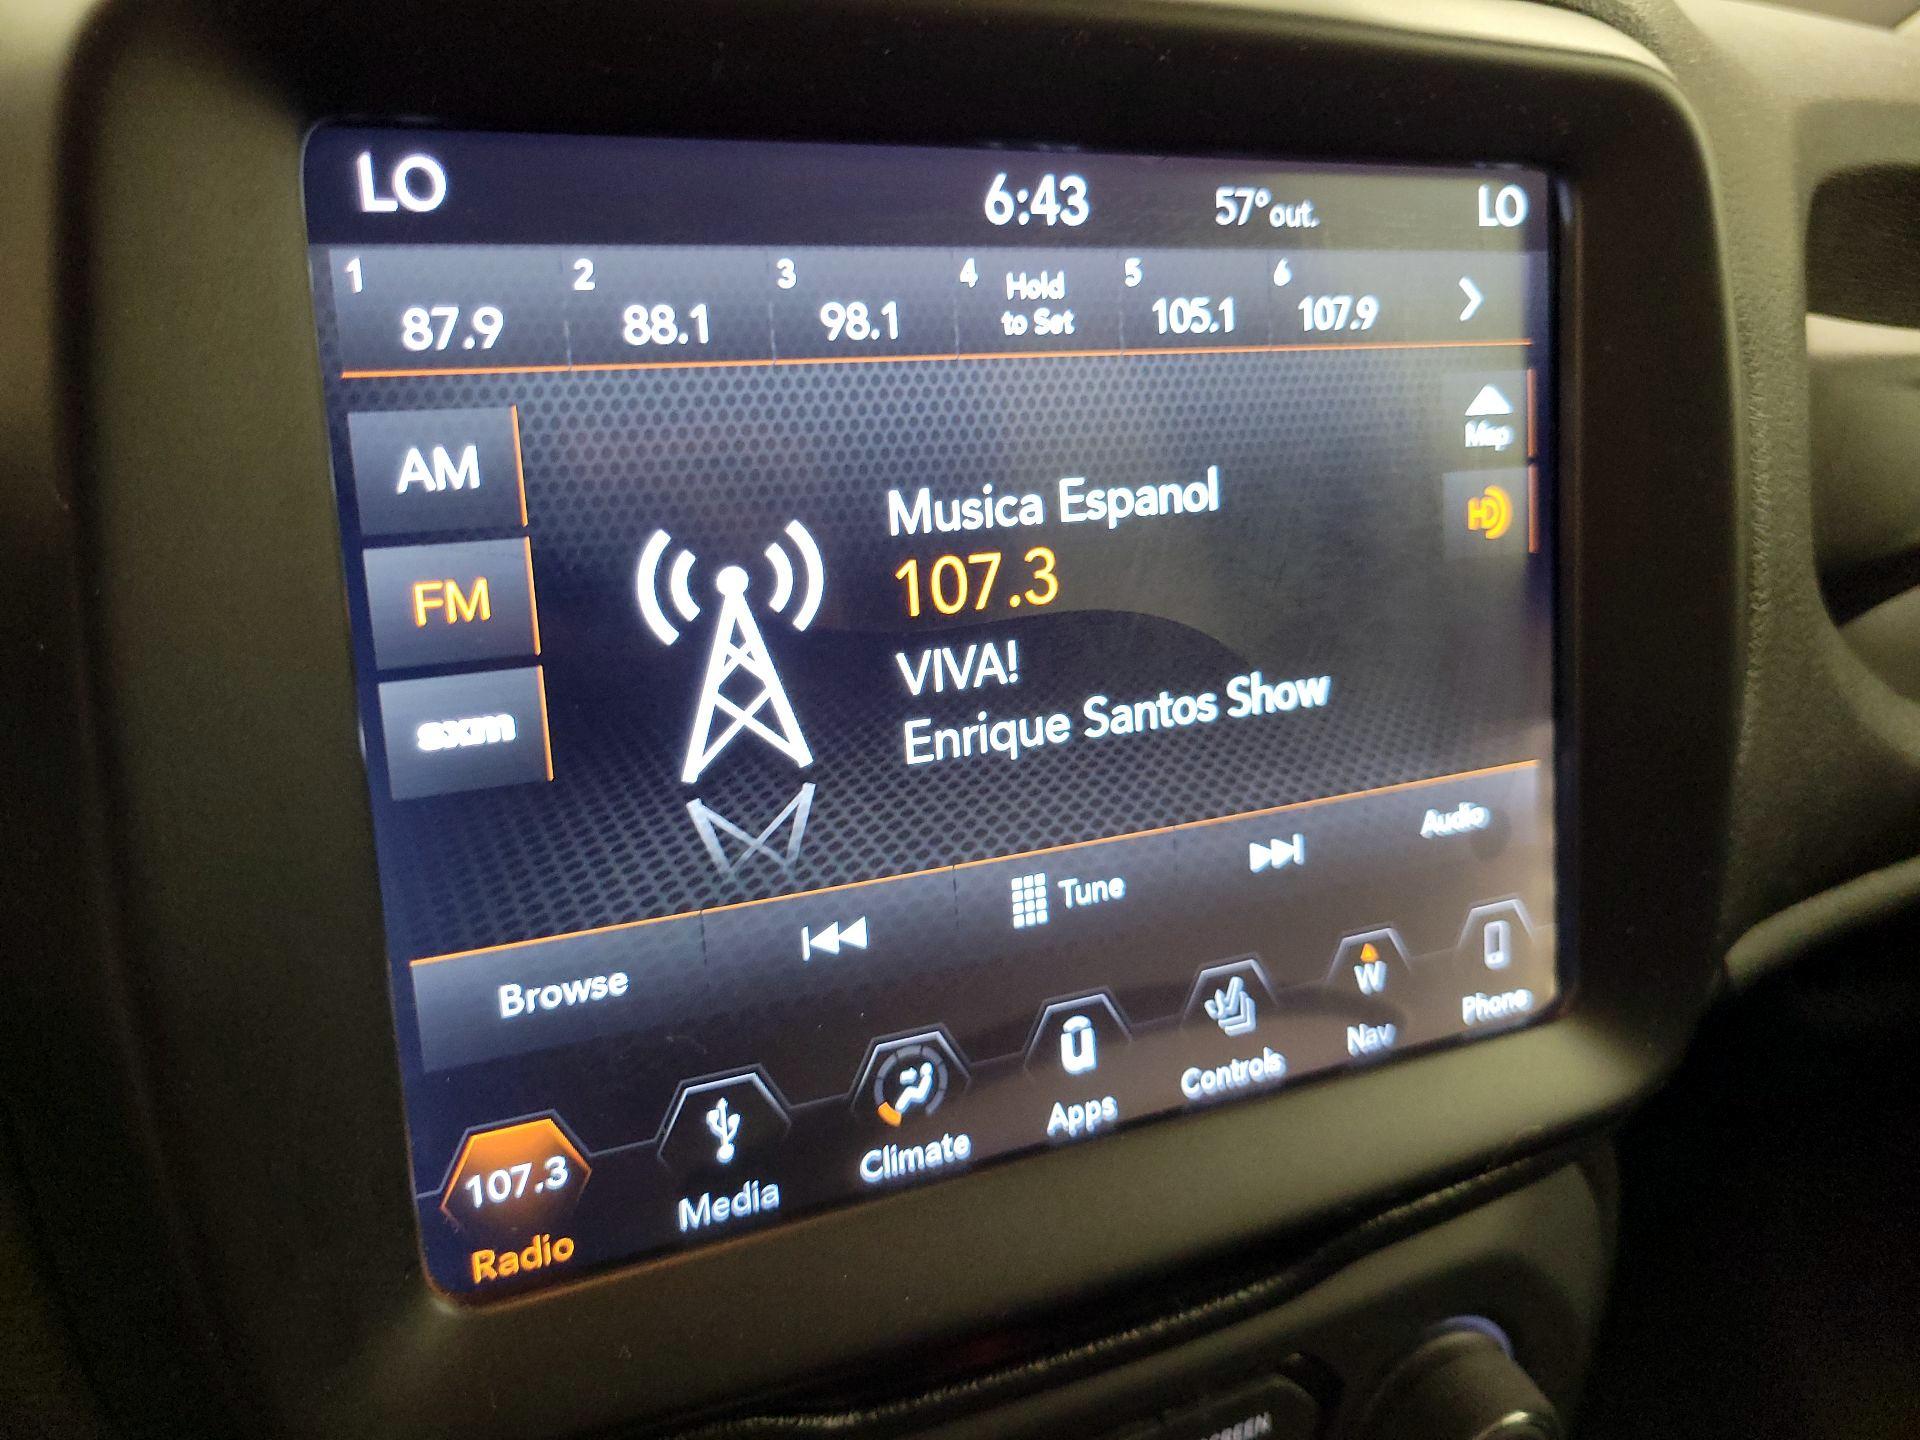 LO 6:43 57°out. LO
1 2 3 4 Hold 5 6
87.9 88.1 98.1 to Set 105.1 107.9
Map
AM
HD
Musica Espanol
107.3
FM
VIVA!
sxm
Enrique Santos Show
Browse Tune Audio
W
107.3
Radio Media Climate Apps Controls Nav Phone